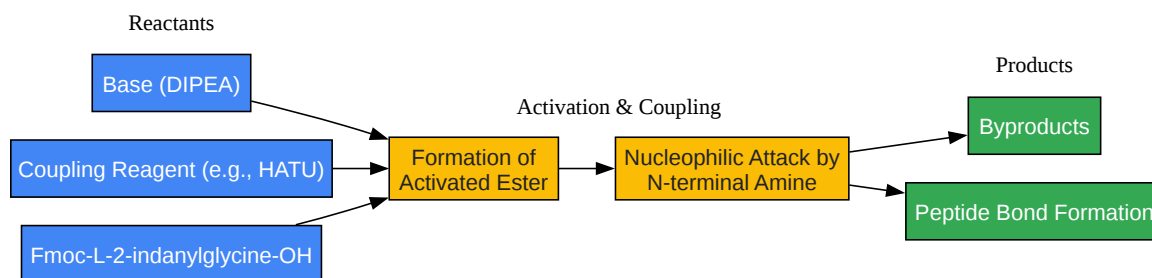 Reactants
Base (DIPEA)
Coupling Reagent (e.g., HATU)
Fmoc-L-2-indanylglycine-OH
Activation & Coupling
Formation of
Activated Ester
Nucleophilic Attack by
N-terminal Amine
Products
Byproducts
Peptide Bond Formation